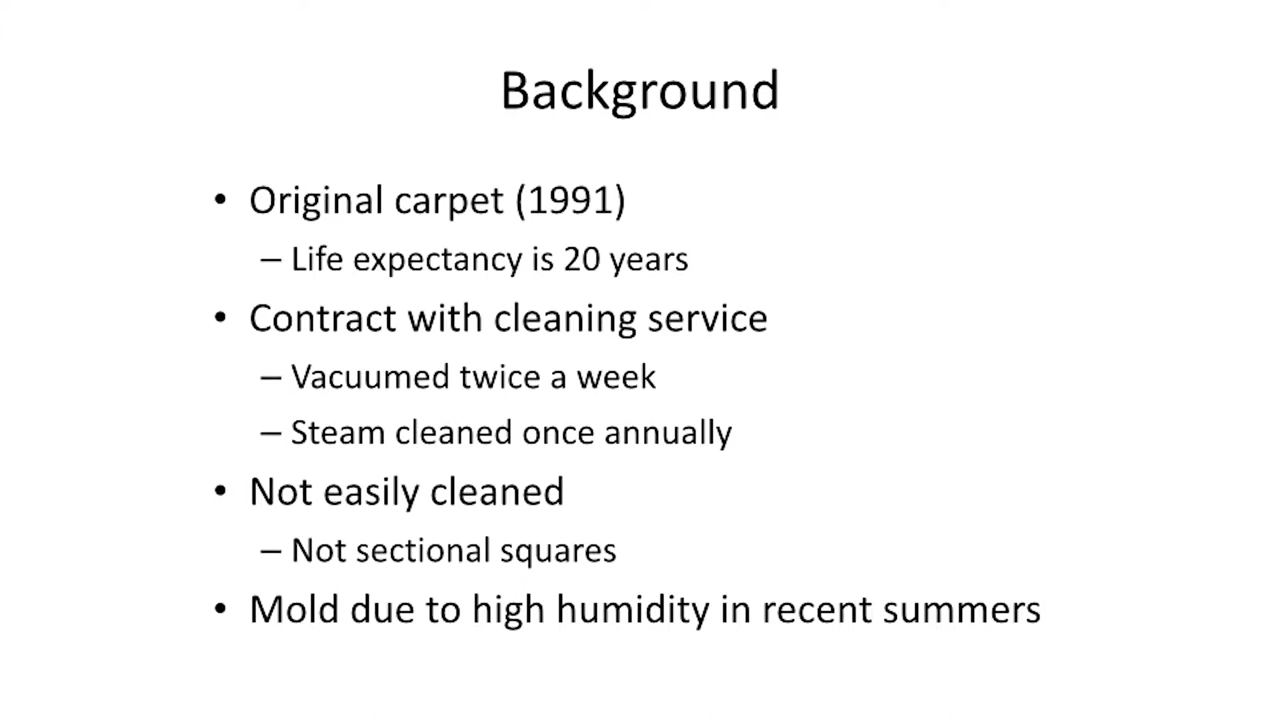 Background
• Original carpet (1991)
– Life expectancy is 20 years
• Contract with cleaning service
– Vacuumed twice a week
– Steam cleaned once annually
• Not easily cleaned
– Not sectional squares
• Mold due to high humidity in recent summers